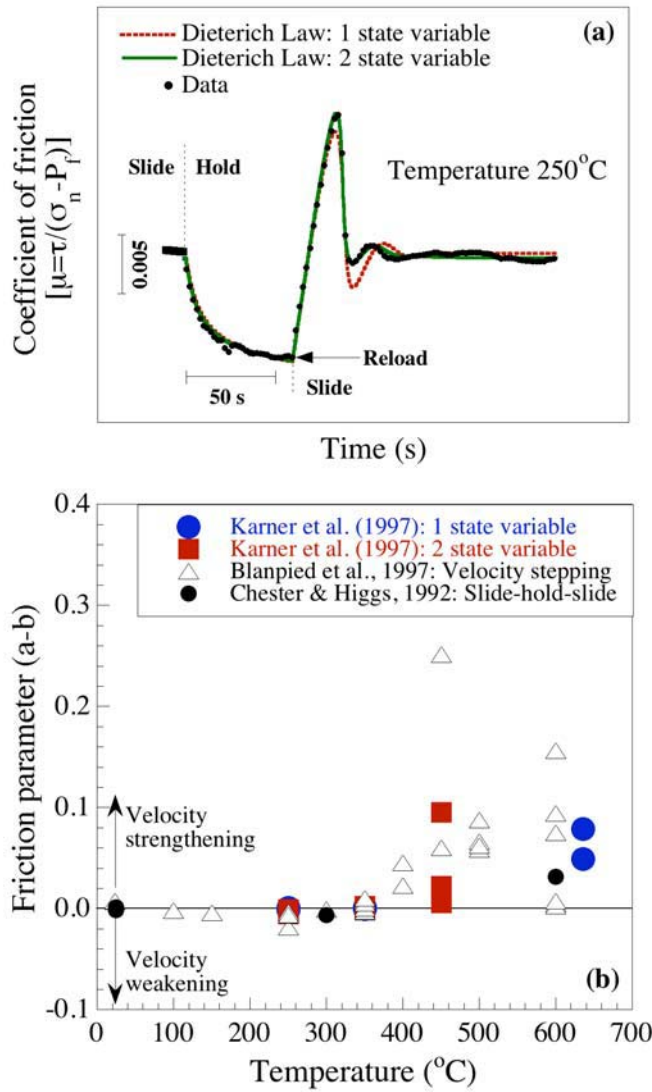 Dieterich Law: 1 state variable
(a)
Dieterich Law: 2 state variable
Data
Temperature 250°C
Slide
Hold
0.005
Coefficient of friction
[μ=τ/(σn-Pf)]
Reload
50 s
Slide
Time (s)
0.4
Karner et al. (1997): 1 state variable
Karner et al. (1997): 2 state variable
Blanpied et al., 1997: Velocity stepping
Chester & Higgs, 1992: Slide-hold-slide
0.3
0.2
Friction parameter (a-b)
0.1
Velocity
strengthening
0.0
Velocity
weakening
(b)
-0.1
0 100 200 300 400 500 600 700
Temperature (°C)